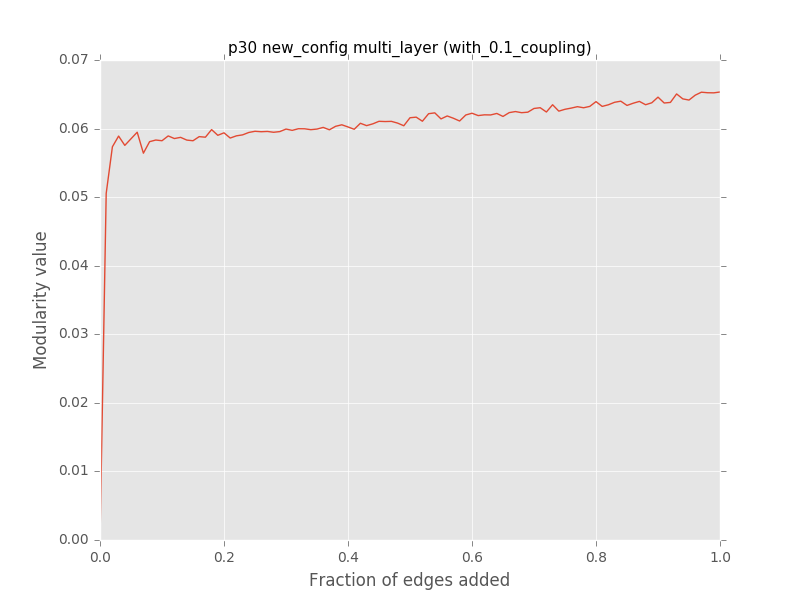 p30 new_config multi_layer (with_0.1_coupling)
0.07
0.06
0.05
0.04
0.03
0.02
0.01
0.00
Modularity value
0.0 0.2 0.4 0.6 0.8 1.0
Fraction of edges added